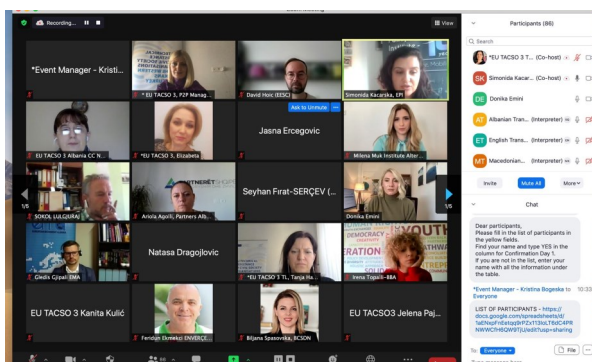 Recording...
View
*Event Manager - Kristi...
* EU TACSO 3, P2P Manag...
David Hoic (EESC)
Simonida Kacarska, EPI
Ask to Unmute
EU TACSO 3 Albania CC N...
*EU TACSO 3, Elizabeta
Jasna Ercegovic
Milena Muk Institute Alter...
1/5
1/5
SOKOL LULGJURAJ
Ariola Agolli, Partners Alb...
Seyhan Firat-SERÇEV (...
Donika Emini
Gledis Gjipali EMA
Natasa Dragojlovic
*EU TACSO 3 TL, Tanja Ha...
Irena Topalli-BBA
EU TACSO 3 Kanita Kulić
Biljana Spasovska, BCSDN
EU TACSO3 Jelena Paj...
86
Participants (86)
Search
*EU TACSO 3 T... (Co-host)
SK Simonida Kacar... (Co-host)
DE Donika Emini
AT Albanian Tran... (Interpreter)
ET English Trans... (Interpreter)
MT Macedonian... (Interpreter)
Invite
Mute All
More
Chat
Dear participants,
Please fill in the list of participants in
the yellow fields.
Find your name and type YES in the
column for Confirmation Day 1.
If you are not in the list, enter your
name with all the information under
the table.
*Event Manager - Kristina Bogeska to 10:33
Everyone
LIST OF PARTICIPANTS - https://
docs.google.com/spreadsheets/d/
To: Everyone
File